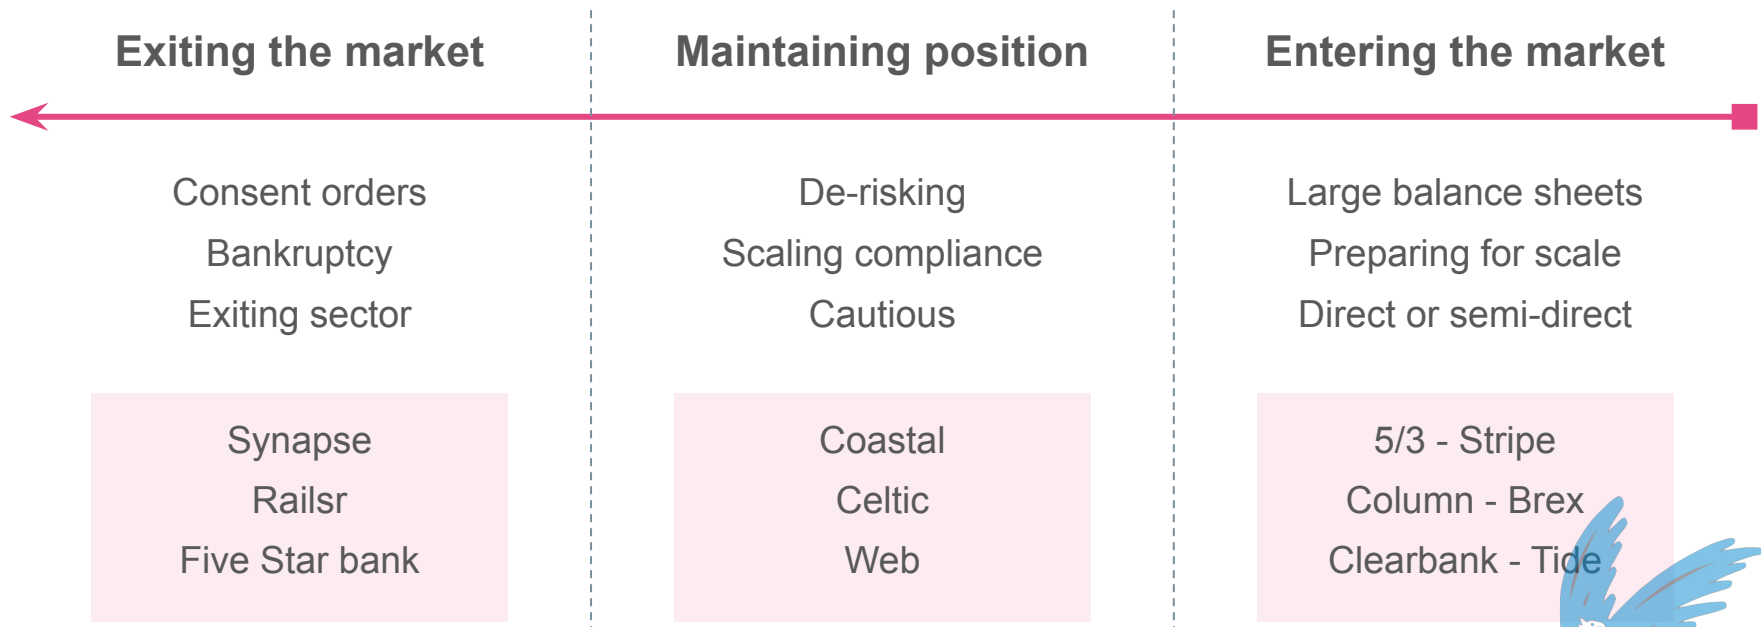 Exiting the market
Maintaining position
Entering the market
Consent orders
Bankruptcy
Exiting sector
De-risking
Scaling compliance
Cautious
Large balance sheets
Preparing for scale
Direct or semi-direct
Synapse
Railsr
Five Star bank
Coastal
Celtic
Web
5/3 - Stripe
Column - Brex
Clearbank - Tide